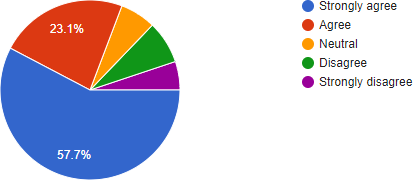 Strongly agree
Agree
Neutral
Disagree
Strongly disagree
23.1%
57.7%